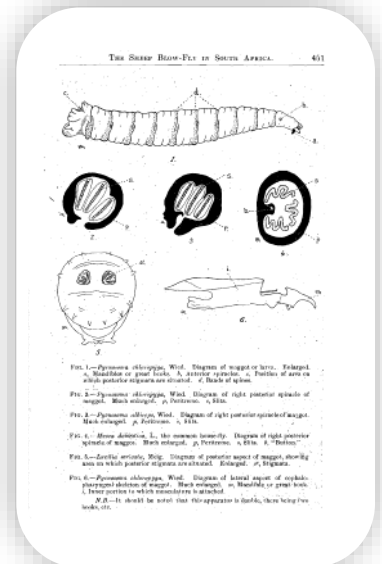 THE SHEEP BLOW-FLY IN SOUTH AFRICA. 451
c. d. b.
m. a.
1.
s. S. s
p. p. b
2. 3 m p
4
st. i. m
m. a.
5 6.
FIG. 1.—Pycnosoma chloropyga, Wied. Diagram of maggot or larva. Enlarged.
a, Mandibles or great hooks. b, Anterior spiracles. c, Position of area on
which posterior stigmata are situated. d, Bands of spines.
FIG. 2.—Pycnosoma chloropyga, Wied. Diagram of right posterior spiracle of
maggot. Much enlarged. p, Peritreme. s, Slits.
FIG. 3.—Pycnosoma albiceps, Wied. Diagram of right posterior spiracle of maggot.
Much enlarged. p, Peritreme. s, Slits.
FIG. 4.—Musca domestica, L., the common house-fly. Diagram of right posterior
spiracle of maggot. Much enlarged. p, Peritreme. s, Slits. b, "Button."
FIG. 5.—Lucilia sericata, Meig. Diagram of posterior aspect of maggot, showing
area on which posterior stigmata are situated. Enlarged. st, Stigmata.
FIG. 6.—Pycnosoma chloropyga, Wied. Diagram of lateral aspect of cephalo-
pharyngeal skeleton of maggot. Much enlarged. m, Mandible or great hook.
i, Inner portion to which musculature is attached.
N.B.—It should be noted that this apparatus is double, there being two
hooks, etc.